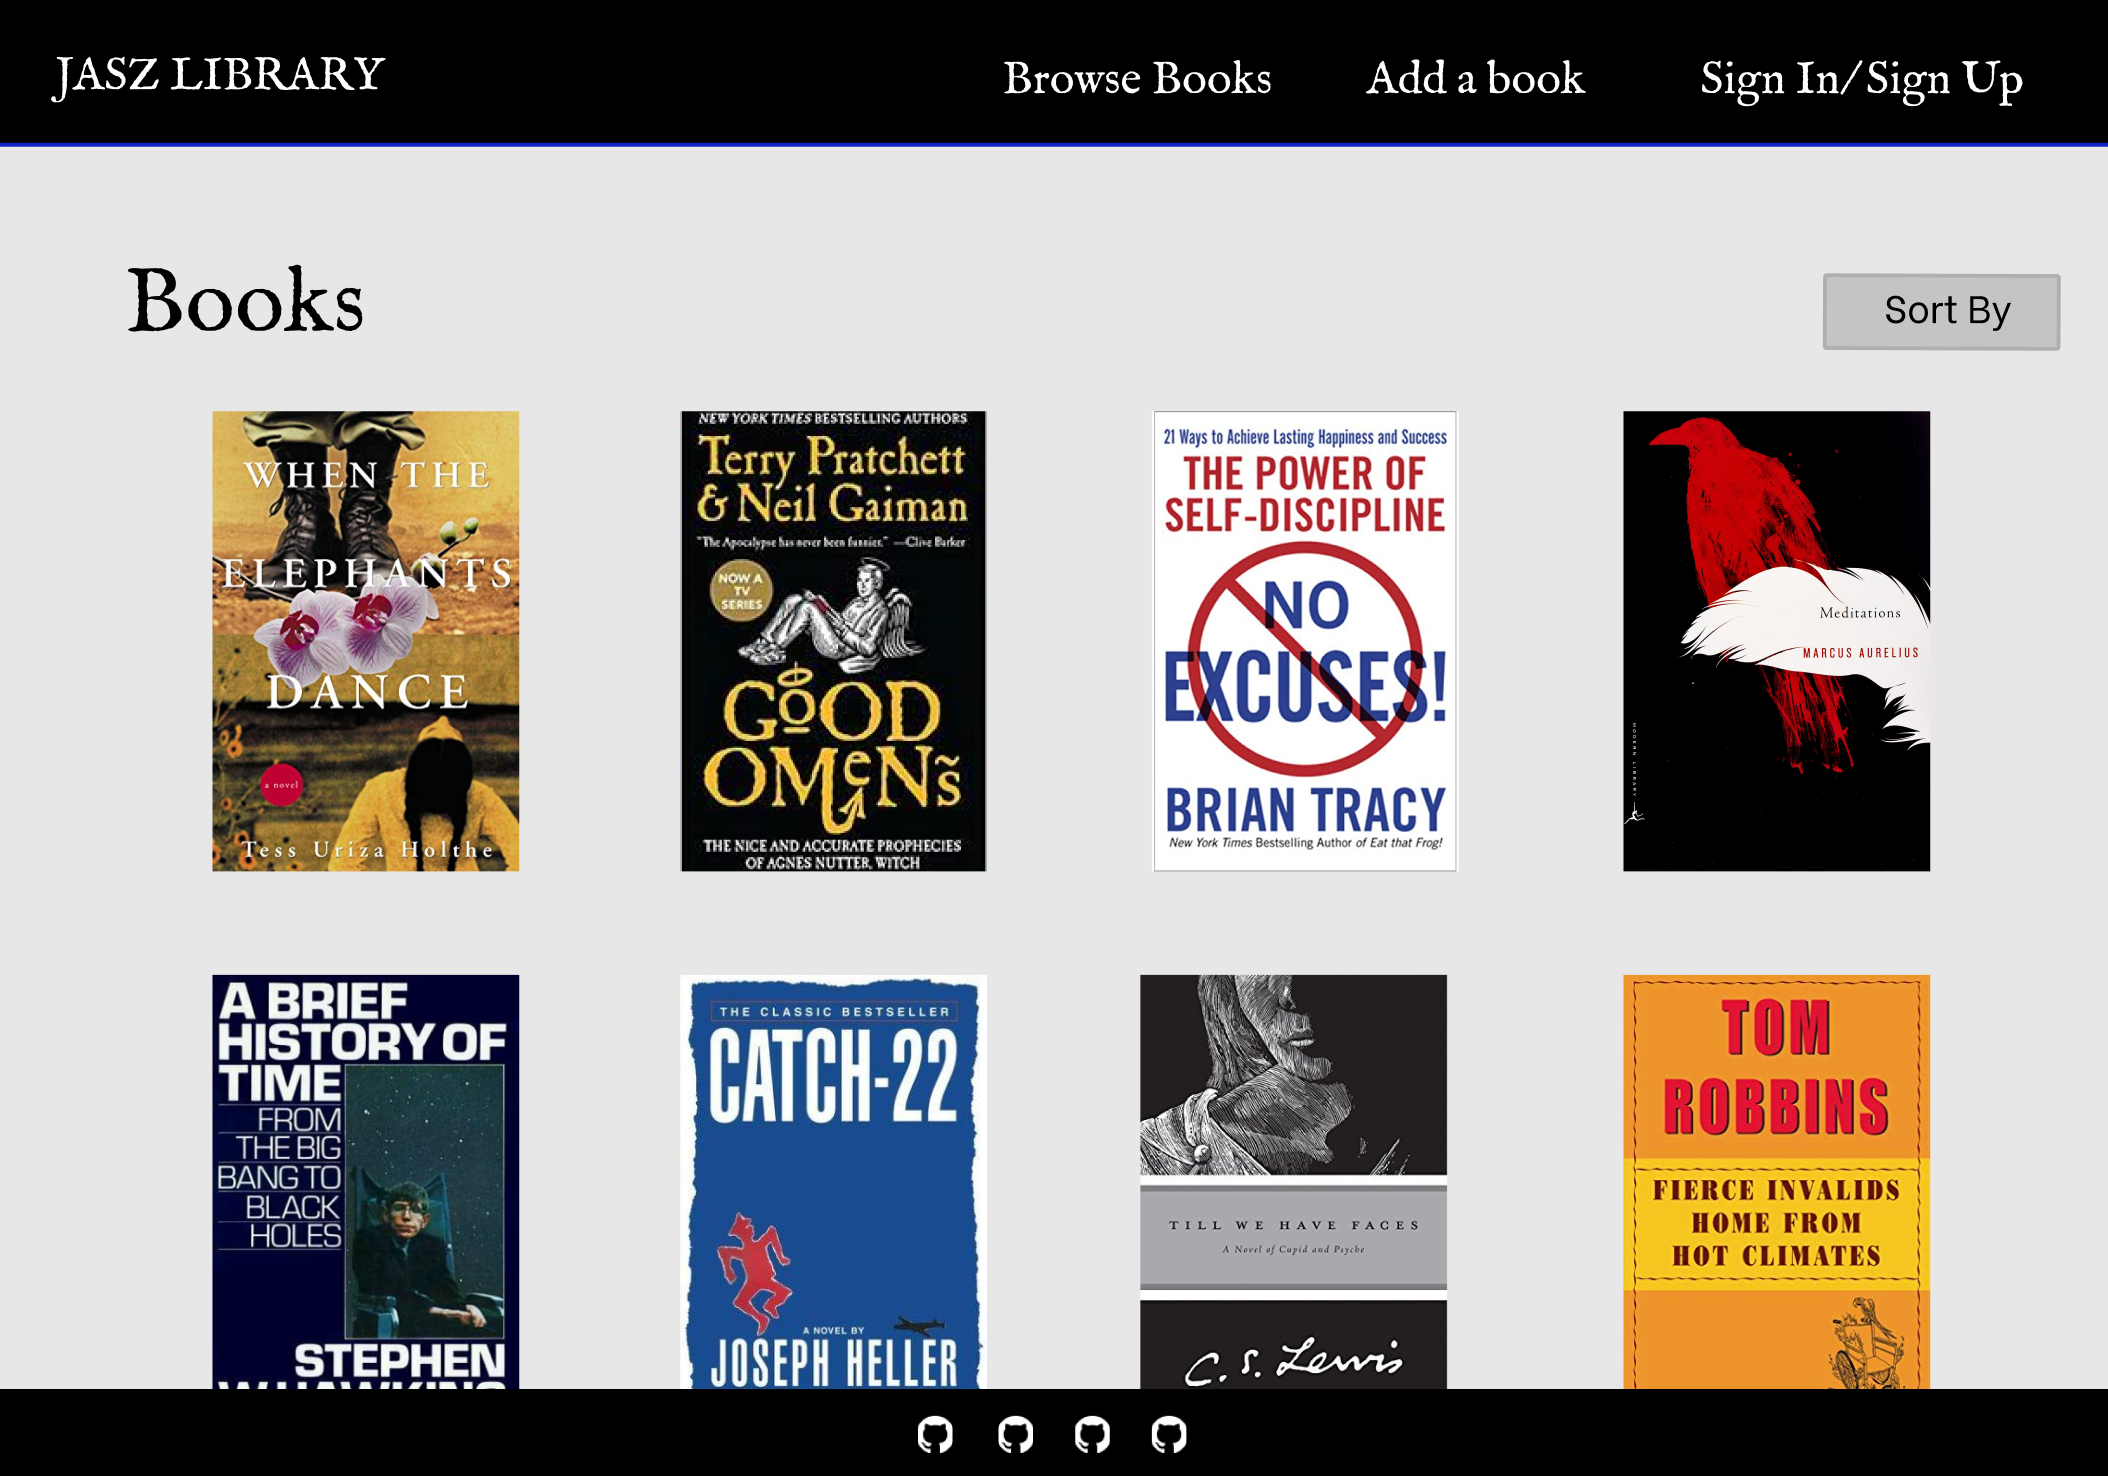 JASZ LIBRARY
Browse Books
Add a book
Sign In/Sign Up
Books
Sort By
WHEN THE
ELEPHANTS
DANCE
a novel
Tess Uriza Holthe
NEW YORK TIMES BESTSELLING AUTHORS
Terry Pratchett
& Neil Gaiman
"The Apocalypse has never been funnier." —Clive Barker
NOW A
TV
SERIES
GOOD
OMENS
THE NICE AND ACCURATE PROPHECIES
OF AGNES NUTTER, WITCH
21 Ways to Achieve Lasting Happiness and Success
THE POWER OF
SELF-DISCIPLINE
NO
EXCUSES!
BRIAN TRACY
New York Times Bestselling Author of Eat that Frog!
Meditations
MARCUS AURELIUS
MODERN LIBRARY
A BRIEF
HISTORY OF
TIME
FROM
THE BIG
BANG TO
BLACK
HOLES
STEPHEN
W. HAWKING
THE CLASSIC BESTSELLER
CATCH-22
A NOVEL BY
JOSEPH HELLER
TILL WE HAVE FACES
A Novel of Cupid and Psyche
C. S. Lewis
TOM
ROBBINS
FIERCE INVALIDS
HOME FROM
HOT CLIMATES